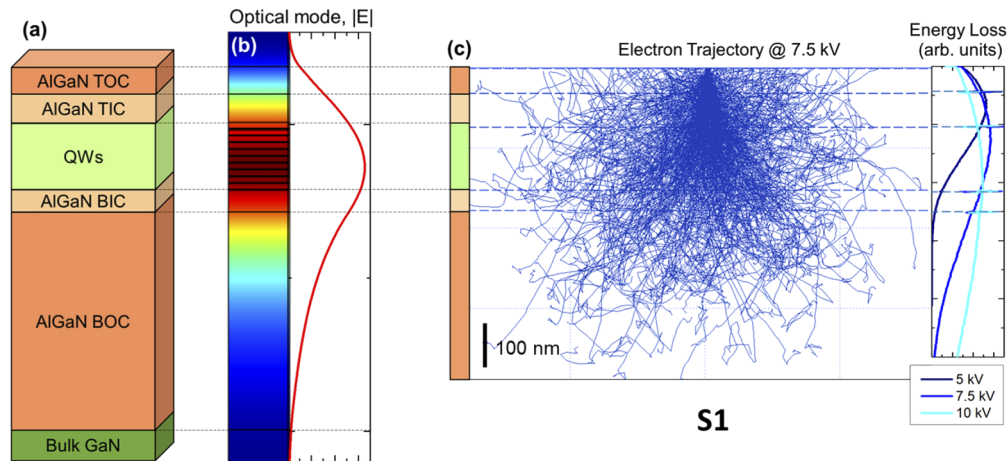 (a)
AlGaN TOC
AlGaN TIC
QWs
AlGaN BIC
AlGaN BOC
Bulk GaN
Optical mode, |E|
(b)
(c)
Electron Trajectory @ 7.5 kV
100 nm
S1
Energy Loss
(arb. units)
5 kV
7.5 kV
10 kV